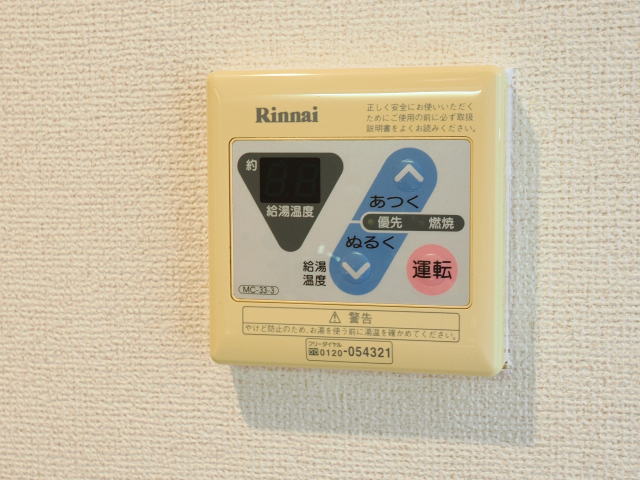 Rinnai
正しく安全にお使いいただく
ためにご使用の前に必ず取扱
説明書をよくお読みください。
約
給湯温度
あつく
優先 燃焼
ぬるく
給湯
温度
運転
MC-33-3
⚠ 警告
やけど防止のため、お湯を使う前に湯温を確かめてください。
フリーダイヤル
0120-054321